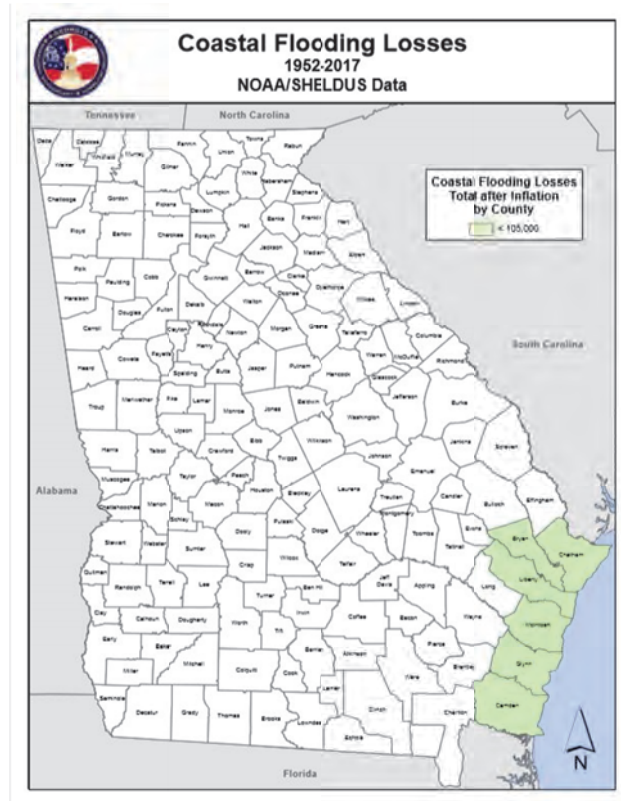 Coastal Flooding Losses
1952-2017
NOAA/SHELDUS Data
Tennessee
North Carolina
Coastal Flooding Losses
Total after Inflation
by County
< 105,000
South Carolina
Alabama
Florida
N
Dade
Walker
Whitfield
Murray
Fannin
Gilmer
Union
Towns
Rabun
White
Habersham
Lumpkin
Stephens
Chattooga
Gordon
Pickens
Dawson
Hall
Banks
Franklin
Hart
Floyd
Bartow
Cherokee
Forsyth
Jackson
Madison
Elbert
Polk
Paulding
Cobb
Gwinnett
Barrow
Clarke
Oconee
Oglethorpe
Wilkes
Lincoln
Haralson
Douglas
Fulton
Dekalb
Walton
Carroll
Clayton
Henry
Newton
Morgan
Greene
Taliaferro
Columbia
Warren
McDuffie
Richmond
Heard
Coweta
Fayette
Spalding
Butts
Jasper
Putnam
Hancock
Glascock
Jefferson
Burke
Troup
Meriwether
Pike
Lamar
Monroe
Jones
Baldwin
Washington
Upson
Bibb
Wilkinson
Jenkins
Screven
Harris
Talbot
Crawford
Twiggs
Johnson
Emanuel
Muscogee
Taylor
Peach
Houston
Bleckley
Laurens
Treutlen
Candler
Bulloch
Effingham
Chattahoochee
Marion
Macon
Schley
Pulaski
Dodge
Wheeler
Montgomery
Toombs
Tattnall
Evans
Bryan
Chatham
Stewart
Webster
Sumter
Dooly
Crisp
Wilcox
Telfair
Liberty
Long
Quitman
Randolph
Terrell
Lee
Turner
Ben Hill
Jeff
Davis
Appling
Clay
Calhoun
Dougherty
Worth
Tift
Irwin
Coffee
Bacon
Wayne
McIntosh
Early
Baker
Mitchell
Colquitt
Cook
Berrien
Atkinson
Ware
Pierce
Brantley
Glynn
Miller
Seminole
Decatur
Grady
Thomas
Brooks
Lowndes
Lanier
Echols
Clinch
Charlton
Camden